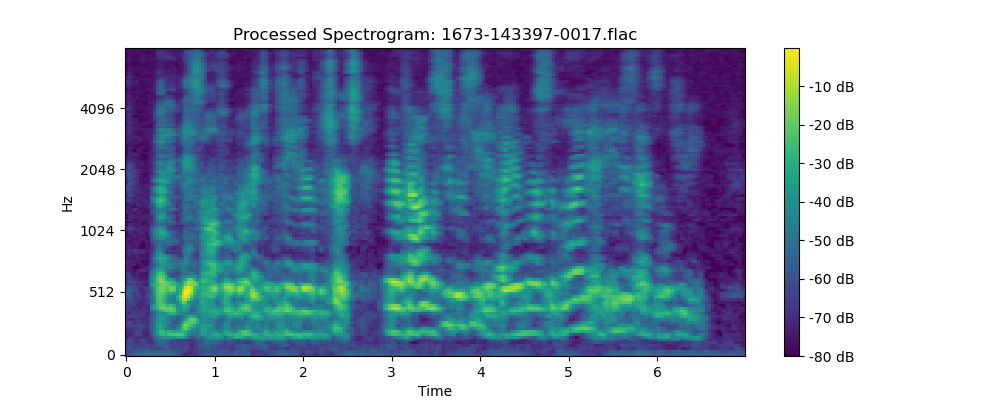 Processed Spectrogram: 1673-143397-0017.flac
Hz
4096
2048
1024
512
0
0 1 2 3 4 5 6
Time
-10 dB
-20 dB
-30 dB
-40 dB
-50 dB
-60 dB
-70 dB
-80 dB